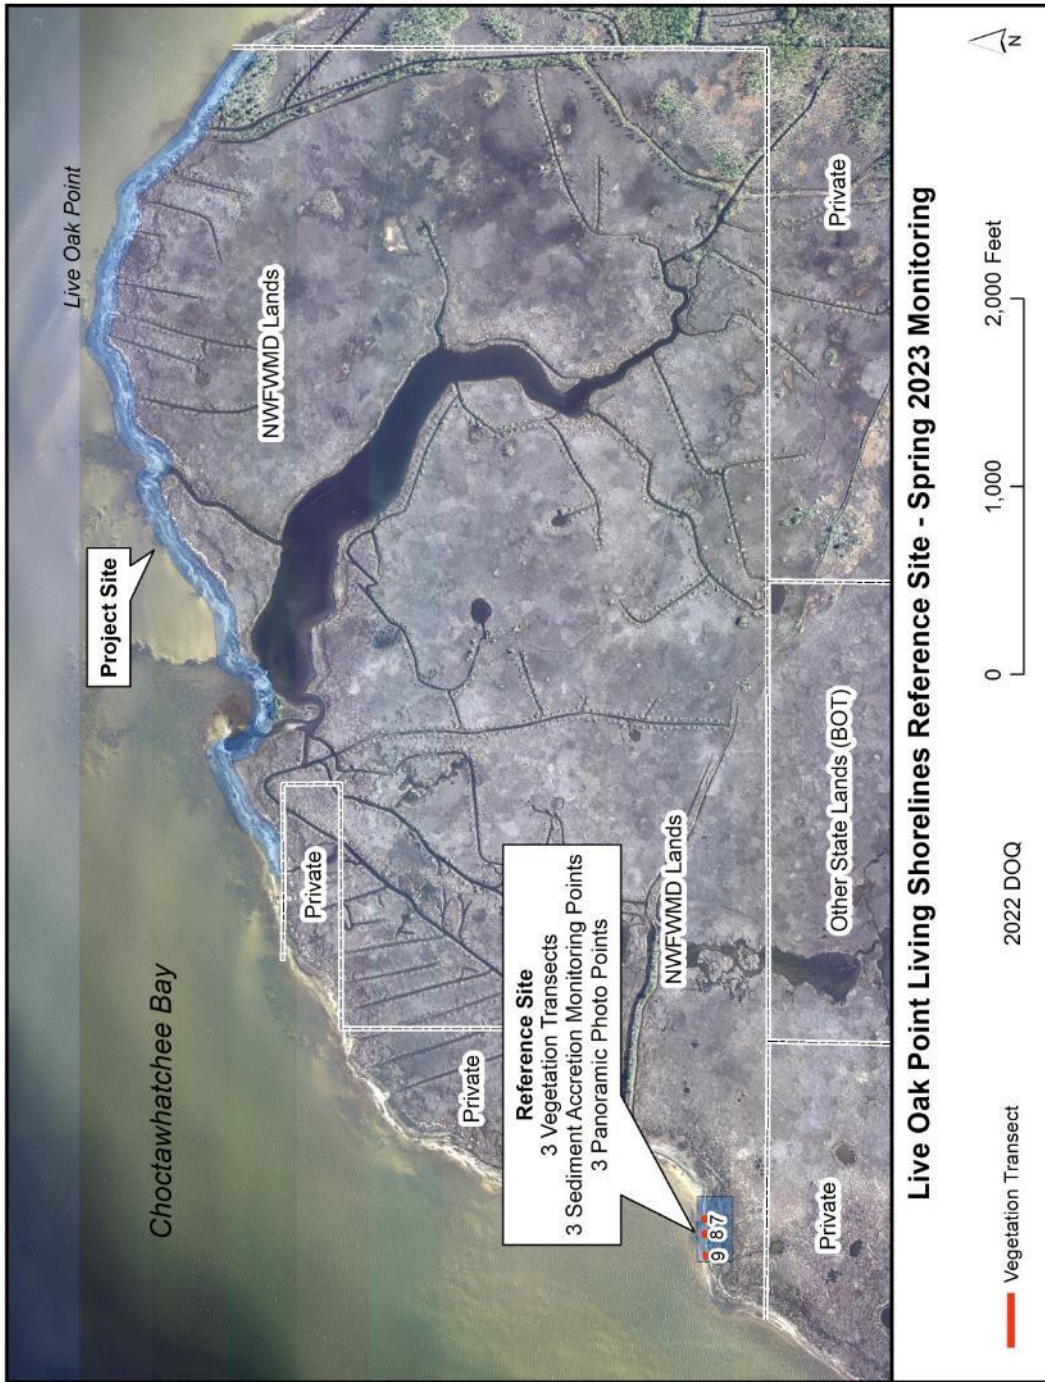 Live Oak Point
Choctawhatchee Bay
Project Site
NWFWMD Lands
Private
Private
Reference Site
3 Vegetation Transects
3 Sediment Accretion Monitoring Points
3 Panoramic Photo Points
9 8 7
NWFWMD Lands
Private
Other State Lands (BOT)
Private
Live Oak Point Living Shorelines Reference Site - Spring 2023 Monitoring
Vegetation Transect
2022 DOQ
0 1,000 2,000 Feet
N